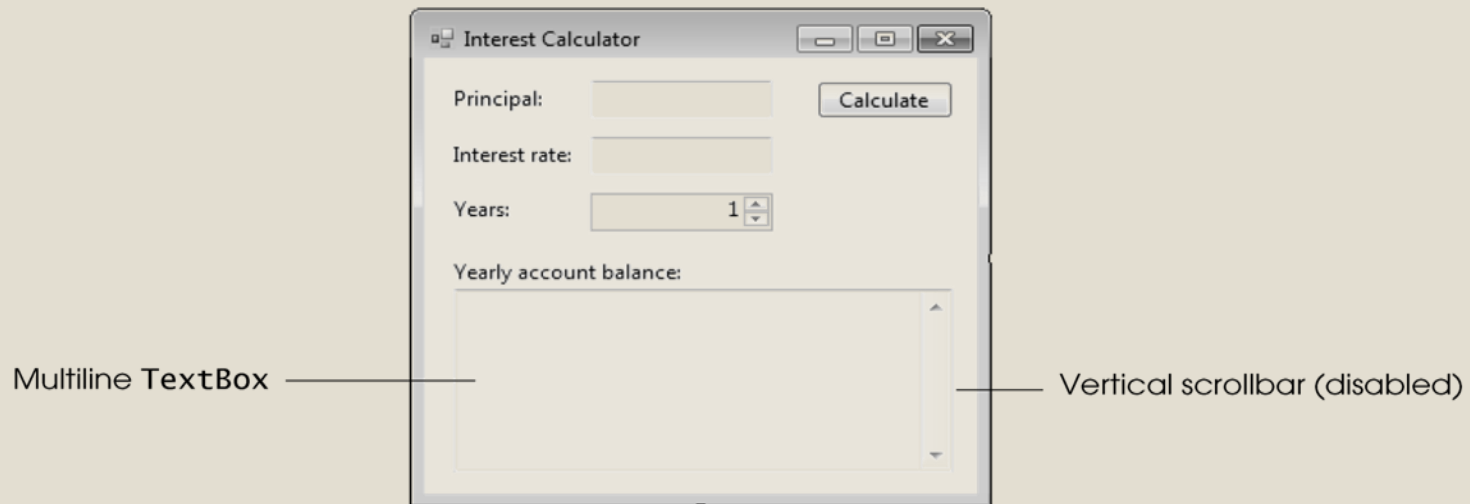 Interest Calculator
Principal:
Calculate
Interest rate:
Years:
1
Yearly account balance:
Multiline TextBox
Vertical scrollbar (disabled)